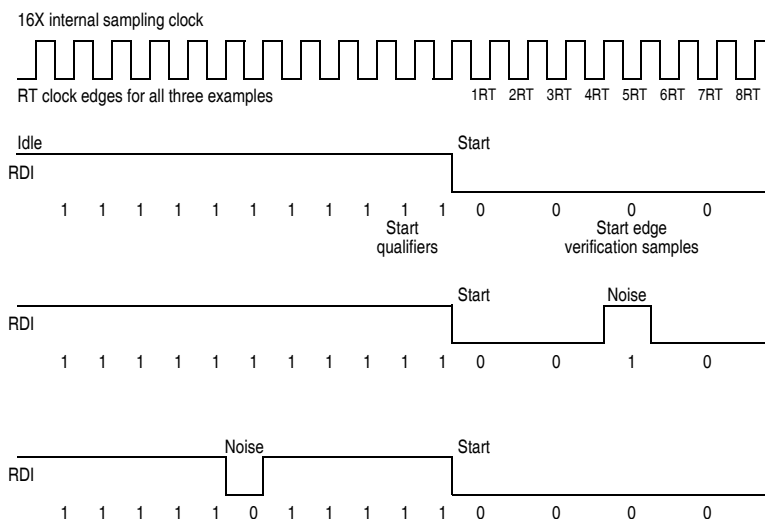 16X internal sampling clock
RT clock edges for all three examples 1RT 2RT 3RT 4RT 5RT 6RT 7RT 8RT
Idle Start
RDI
1 1 1 1 1 1 1 1 1 1 1 0 0 0 0
Start
qualifiers
Start edge
verification samples
Start Noise
RDI
1 1 1 1 1 1 1 1 1 1 1 0 0 1 0
Noise Start
RDI
1 1 1 1 1 0 1 1 1 1 1 0 0 0 0